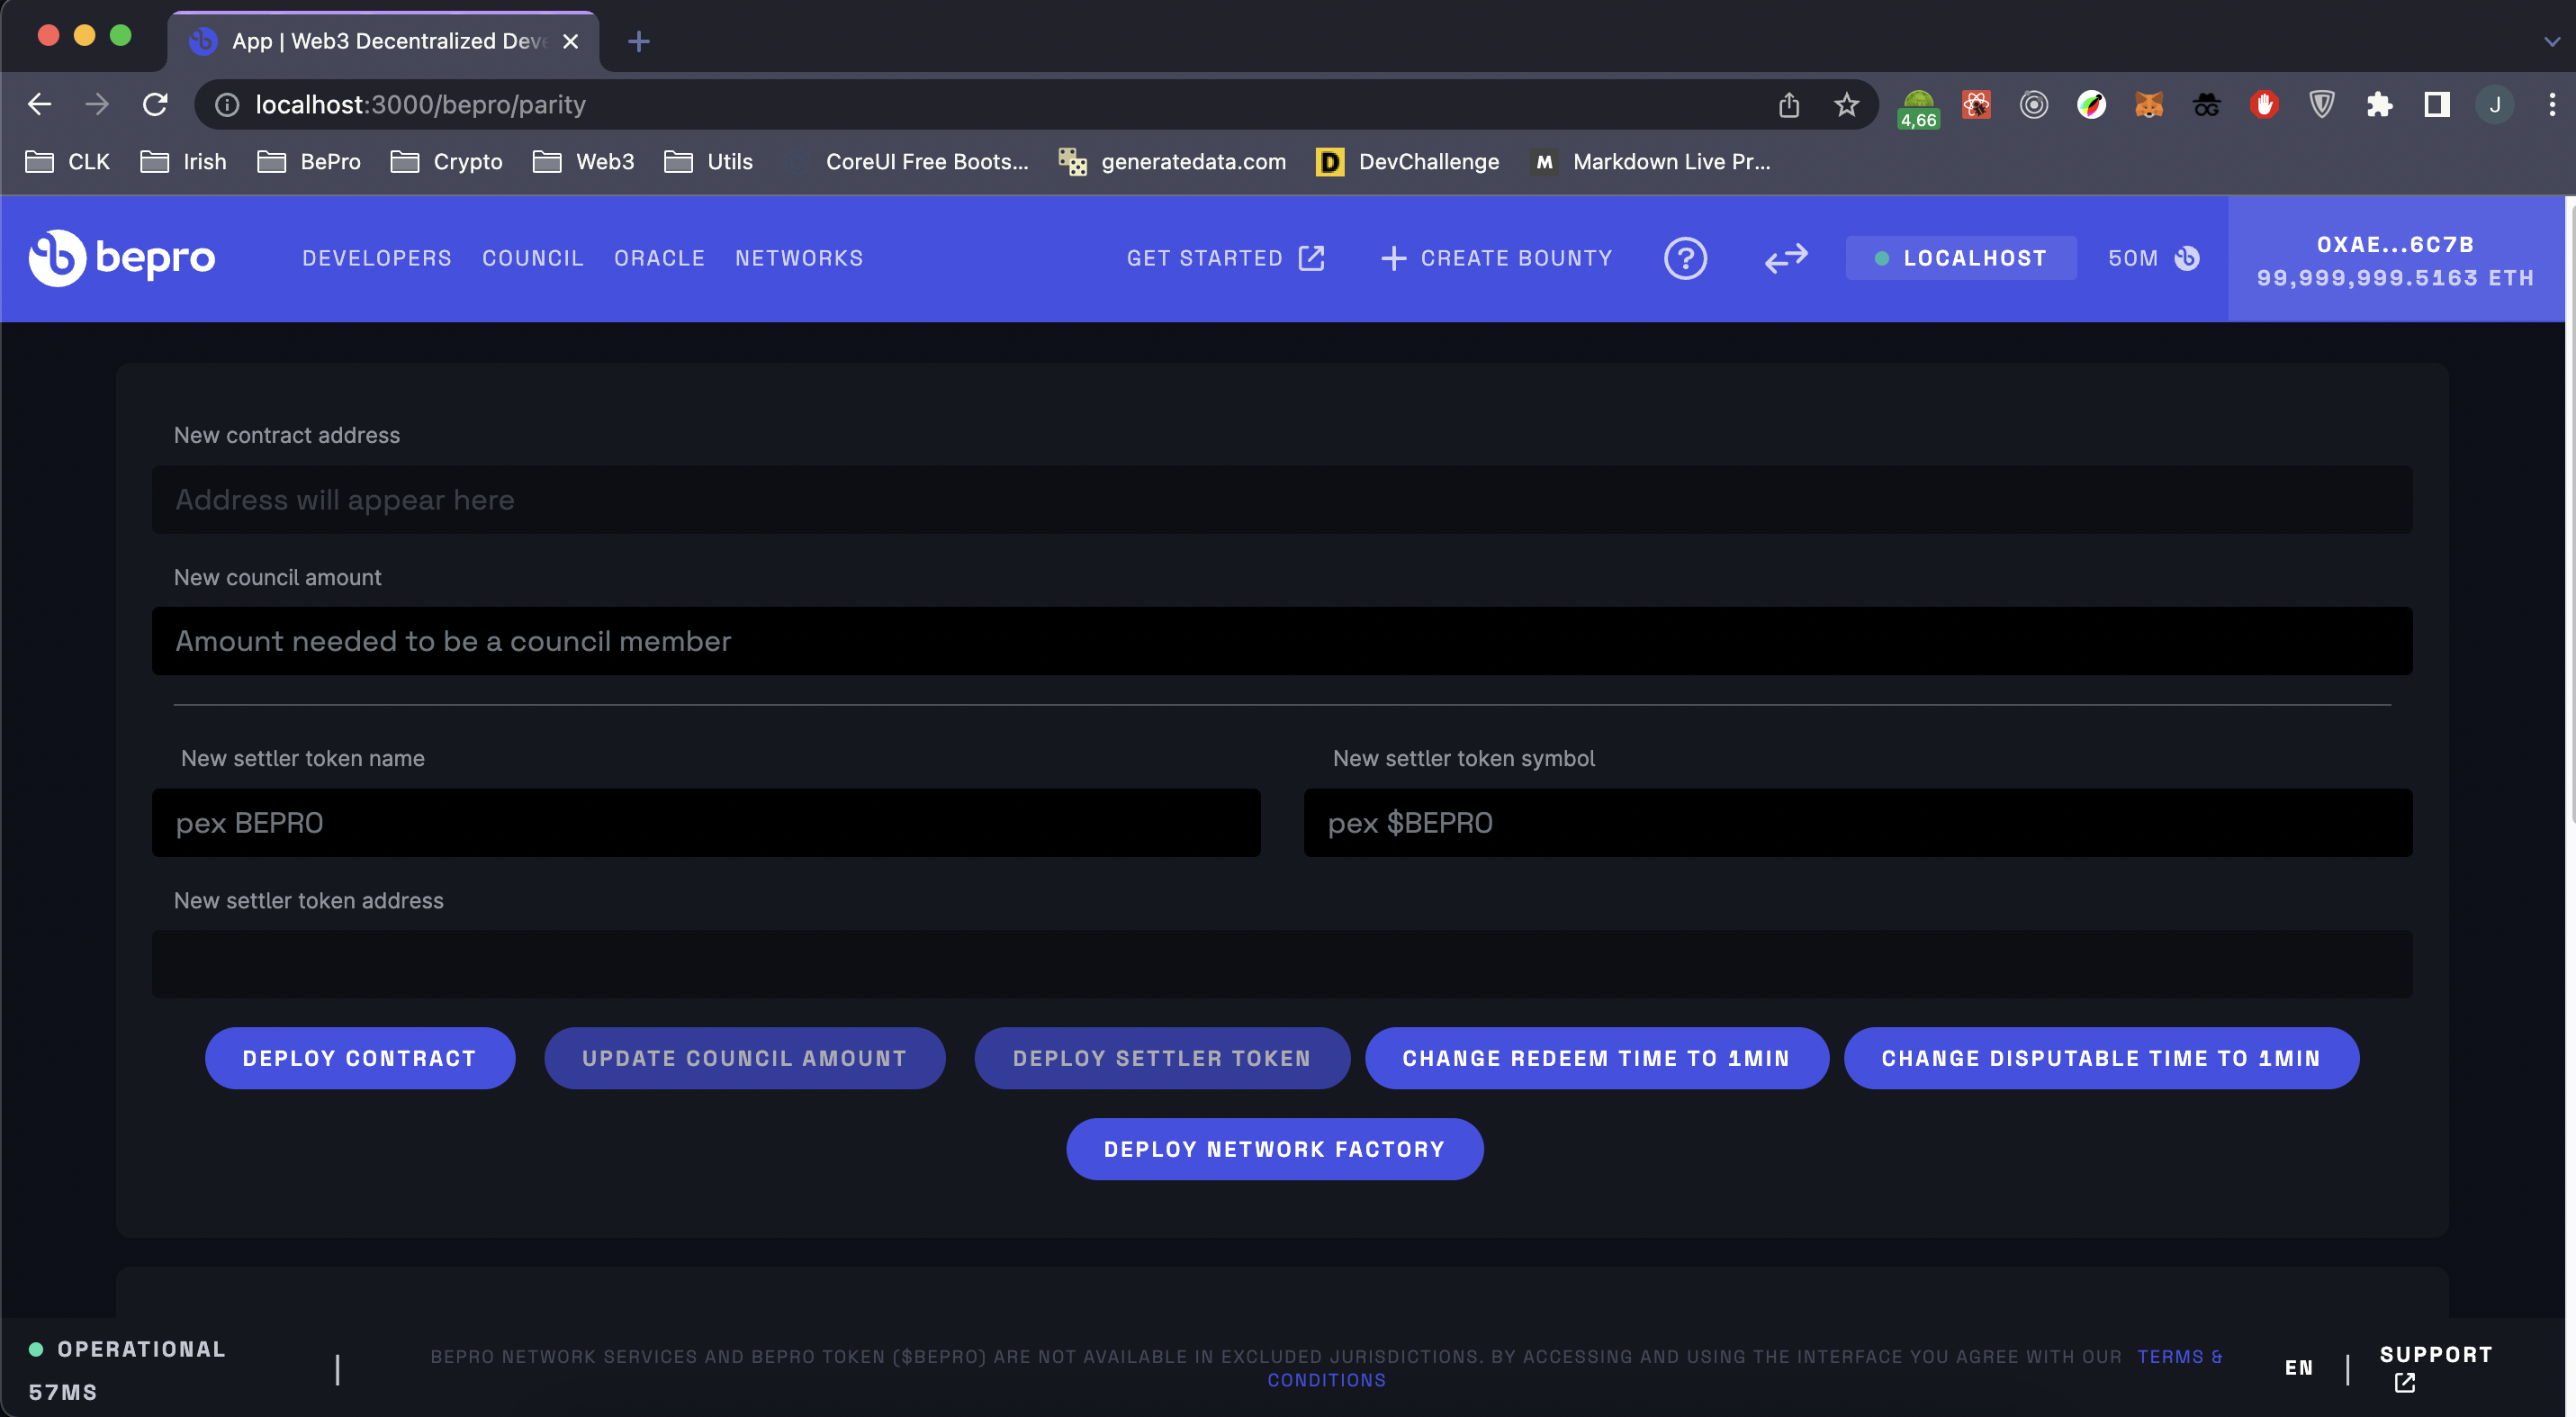 App | Web3 Decentralized Deve
localhost:3000/bepro/parity
4,66
J
CLK
Irish
BePro
Crypto
Web3
Utils
CoreUI Free Boots...
generatedata.com
D
DevChallenge
M
Markdown Live Pr...
bepro
DEVELOPERS
COUNCIL
ORACLE
NETWORKS
GET STARTED
CREATE BOUNTY
?
LOCALHOST
50M
0XAE...6C7B
99,999,999.5163 ETH
New contract address
Address will appear here
New council amount
Amount needed to be a council member
New settler token name
New settler token symbol
pex BEPRO
pex $BEPRO
New settler token address
DEPLOY CONTRACT
UPDATE COUNCIL AMOUNT
DEPLOY SETTLER TOKEN
CHANGE REDEEM TIME TO 1MIN
CHANGE DISPUTABLE TIME TO 1MIN
DEPLOY NETWORK FACTORY
OPERATIONAL
57MS
BEPRO NETWORK SERVICES AND BEPRO TOKEN ($BEPRO) ARE NOT AVAILABLE IN EXCLUDED JURISDICTIONS. BY ACCESSING AND USING THE INTERFACE YOU AGREE WITH OUR TERMS &
CONDITIONS
EN
SUPPORT